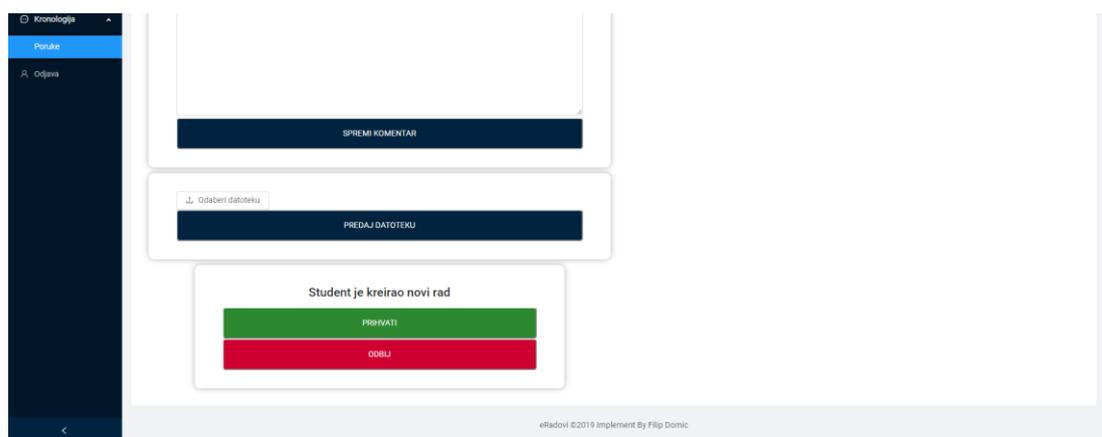 Kronologija
Poruke
Odjava
SPREMI KOMENTAR
Odaberi datoteku
PREDAJ DATOTEKU
Student je kreirao novi rad
PRIHVATI
ODBIJ
eRadovi ©2019 Implement By Filip Domic